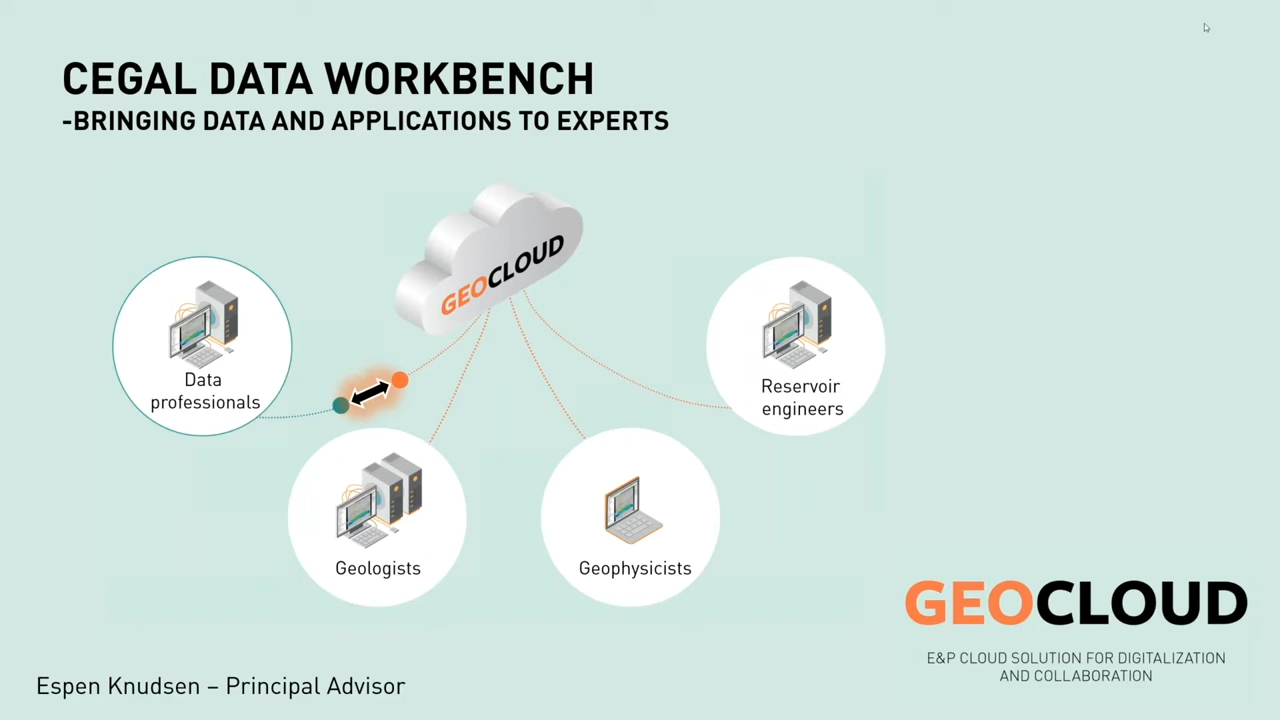 CEGAL DATA WORKBENCH
-BRINGING DATA AND APPLICATIONS TO EXPERTS
GEOCLOUD
Data
professionals
Reservoir
engineers
Geologists
Geophysicists
GEOCLOUD
E&P CLOUD SOLUTION FOR DIGITALIZATION
AND COLLABORATION
Espen Knudsen – Principal Advisor